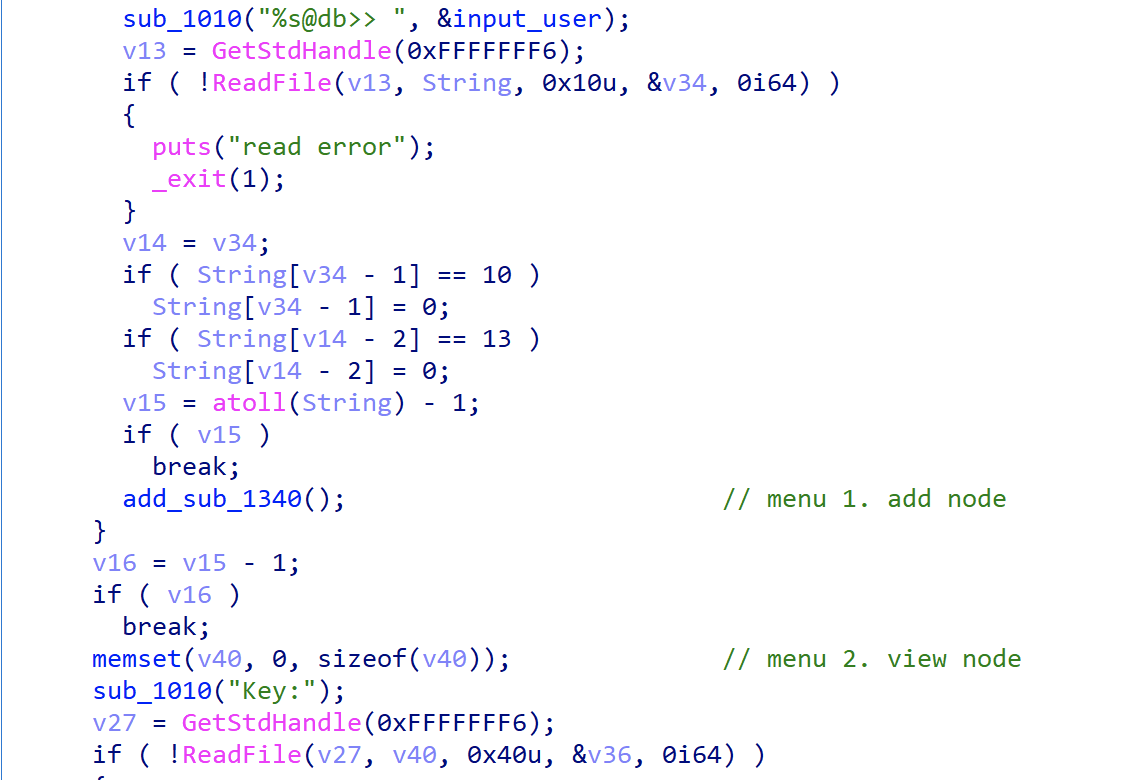 sub_1010("%s@db>> ", &input_user);
v13 = GetStdHandle(0xFFFFFFF6);
if ( !ReadFile(v13, String, 0x10u, &v34, 0i64) )
{
puts("read error");
_exit(1);
}
v14 = v34;
if ( String[v34 - 1] == 10 )
String[v34 - 1] = 0;
if ( String[v14 - 2] == 13 )
String[v14 - 2] = 0;
v15 = atoll(String) - 1;
if ( v15 )
break;
add_sub_1340(); // menu 1. add node
}
v16 = v15 - 1;
if ( v16 )
break;
memset(v40, 0, sizeof(v40)); // menu 2. view node
sub_1010("Key:");
v27 = GetStdHandle(0xFFFFFFF6);
if ( !ReadFile(v27, v40, 0x40u, &v36, 0i64) )
{